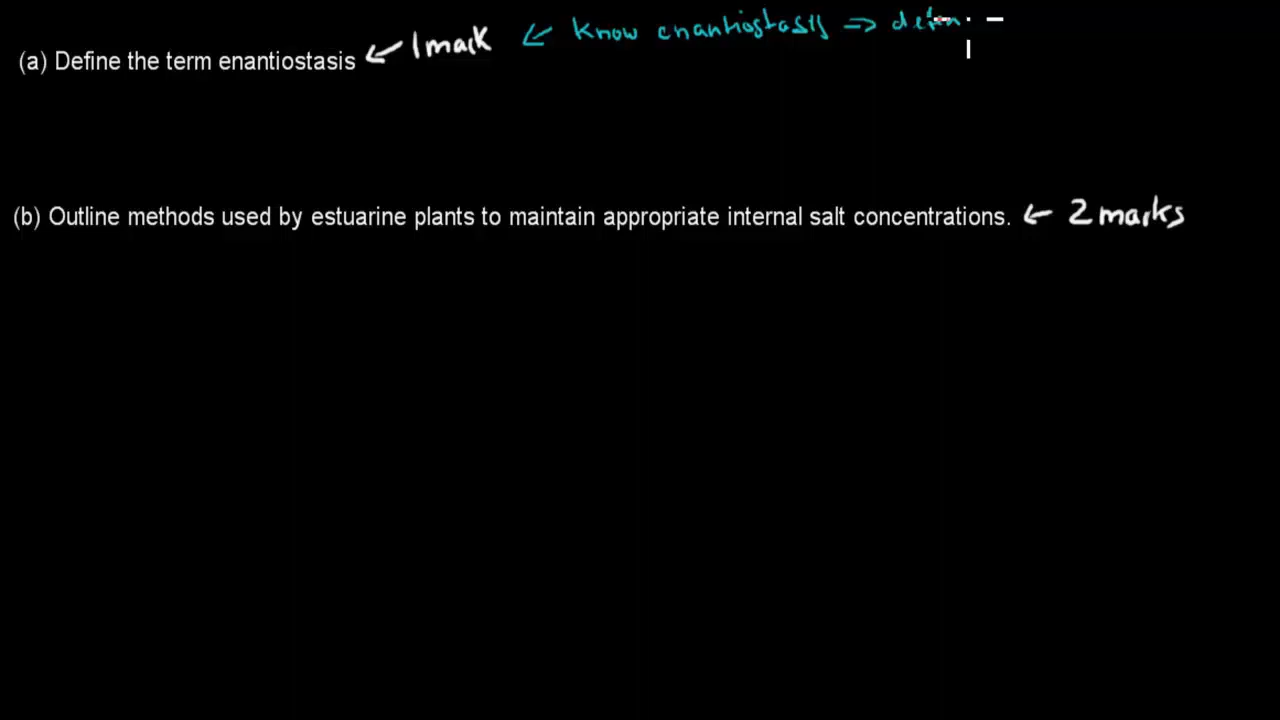 (a) Define the term enantiostasis ← 1 mark ← Know enantiostasis ⇒ defin
(b) Outline methods used by estuarine plants to maintain appropriate internal salt concentrations. ← 2 marks